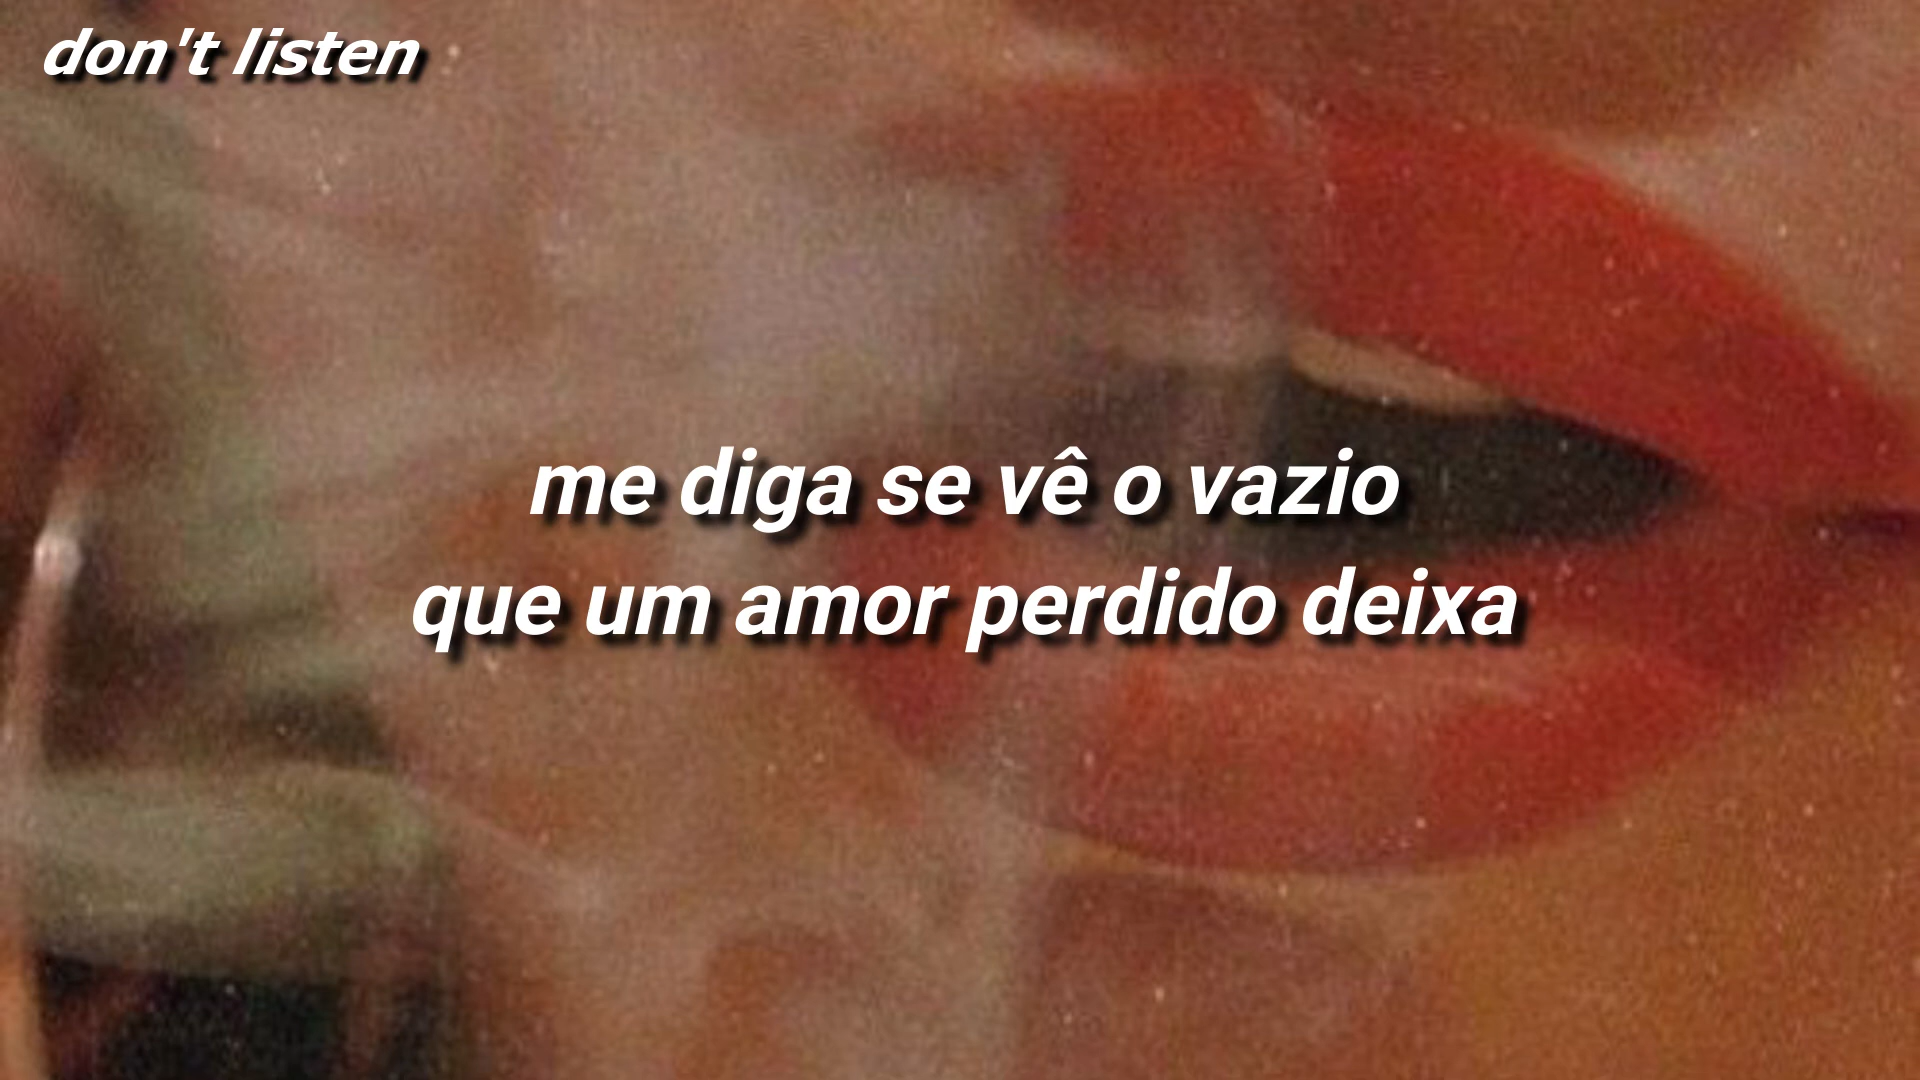 don't listen
me diga se vê o vazio
que um amor perdido deixa